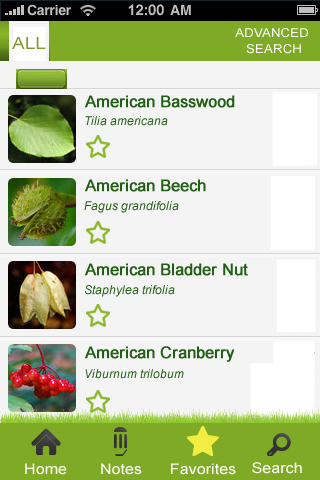 Carrier 12:00 AM
ALL
ADVANCED
SEARCH
American Basswood
Tilia americana
American Beech
Fagus grandifolia
American Bladder Nut
Staphylea trifolia
American Cranberry
Viburnum trilobum
Home Notes Favorites Search